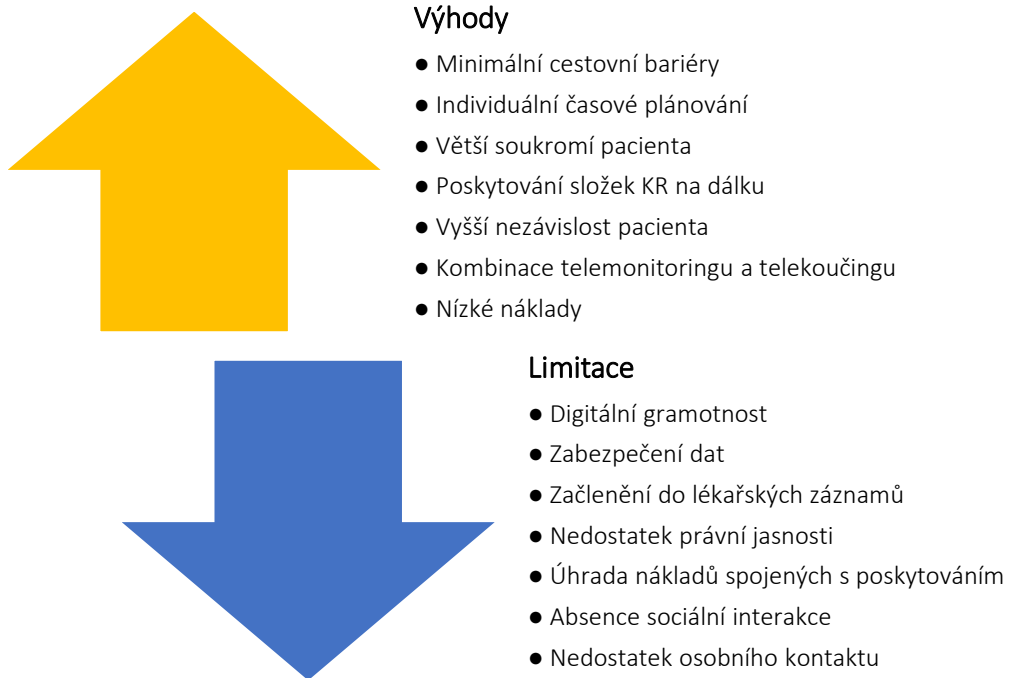 Výhody
● Minimální cestovní bariéry
● Individuální časové plánování
● Větší soukromí pacienta
● Poskytování složek KR na dálku
● Vyšší nezávislost pacienta
● Kombinace telemonitoringu a telekoučingu
● Nízké náklady
Limitace
● Digitální gramotnost
● Zabezpečení dat
● Začlenění do lékařských záznamů
● Nedostatek právní jasnosti
● Úhrada nákladů spojených s poskytováním
● Absence sociální interakce
● Nedostatek osobního kontaktu